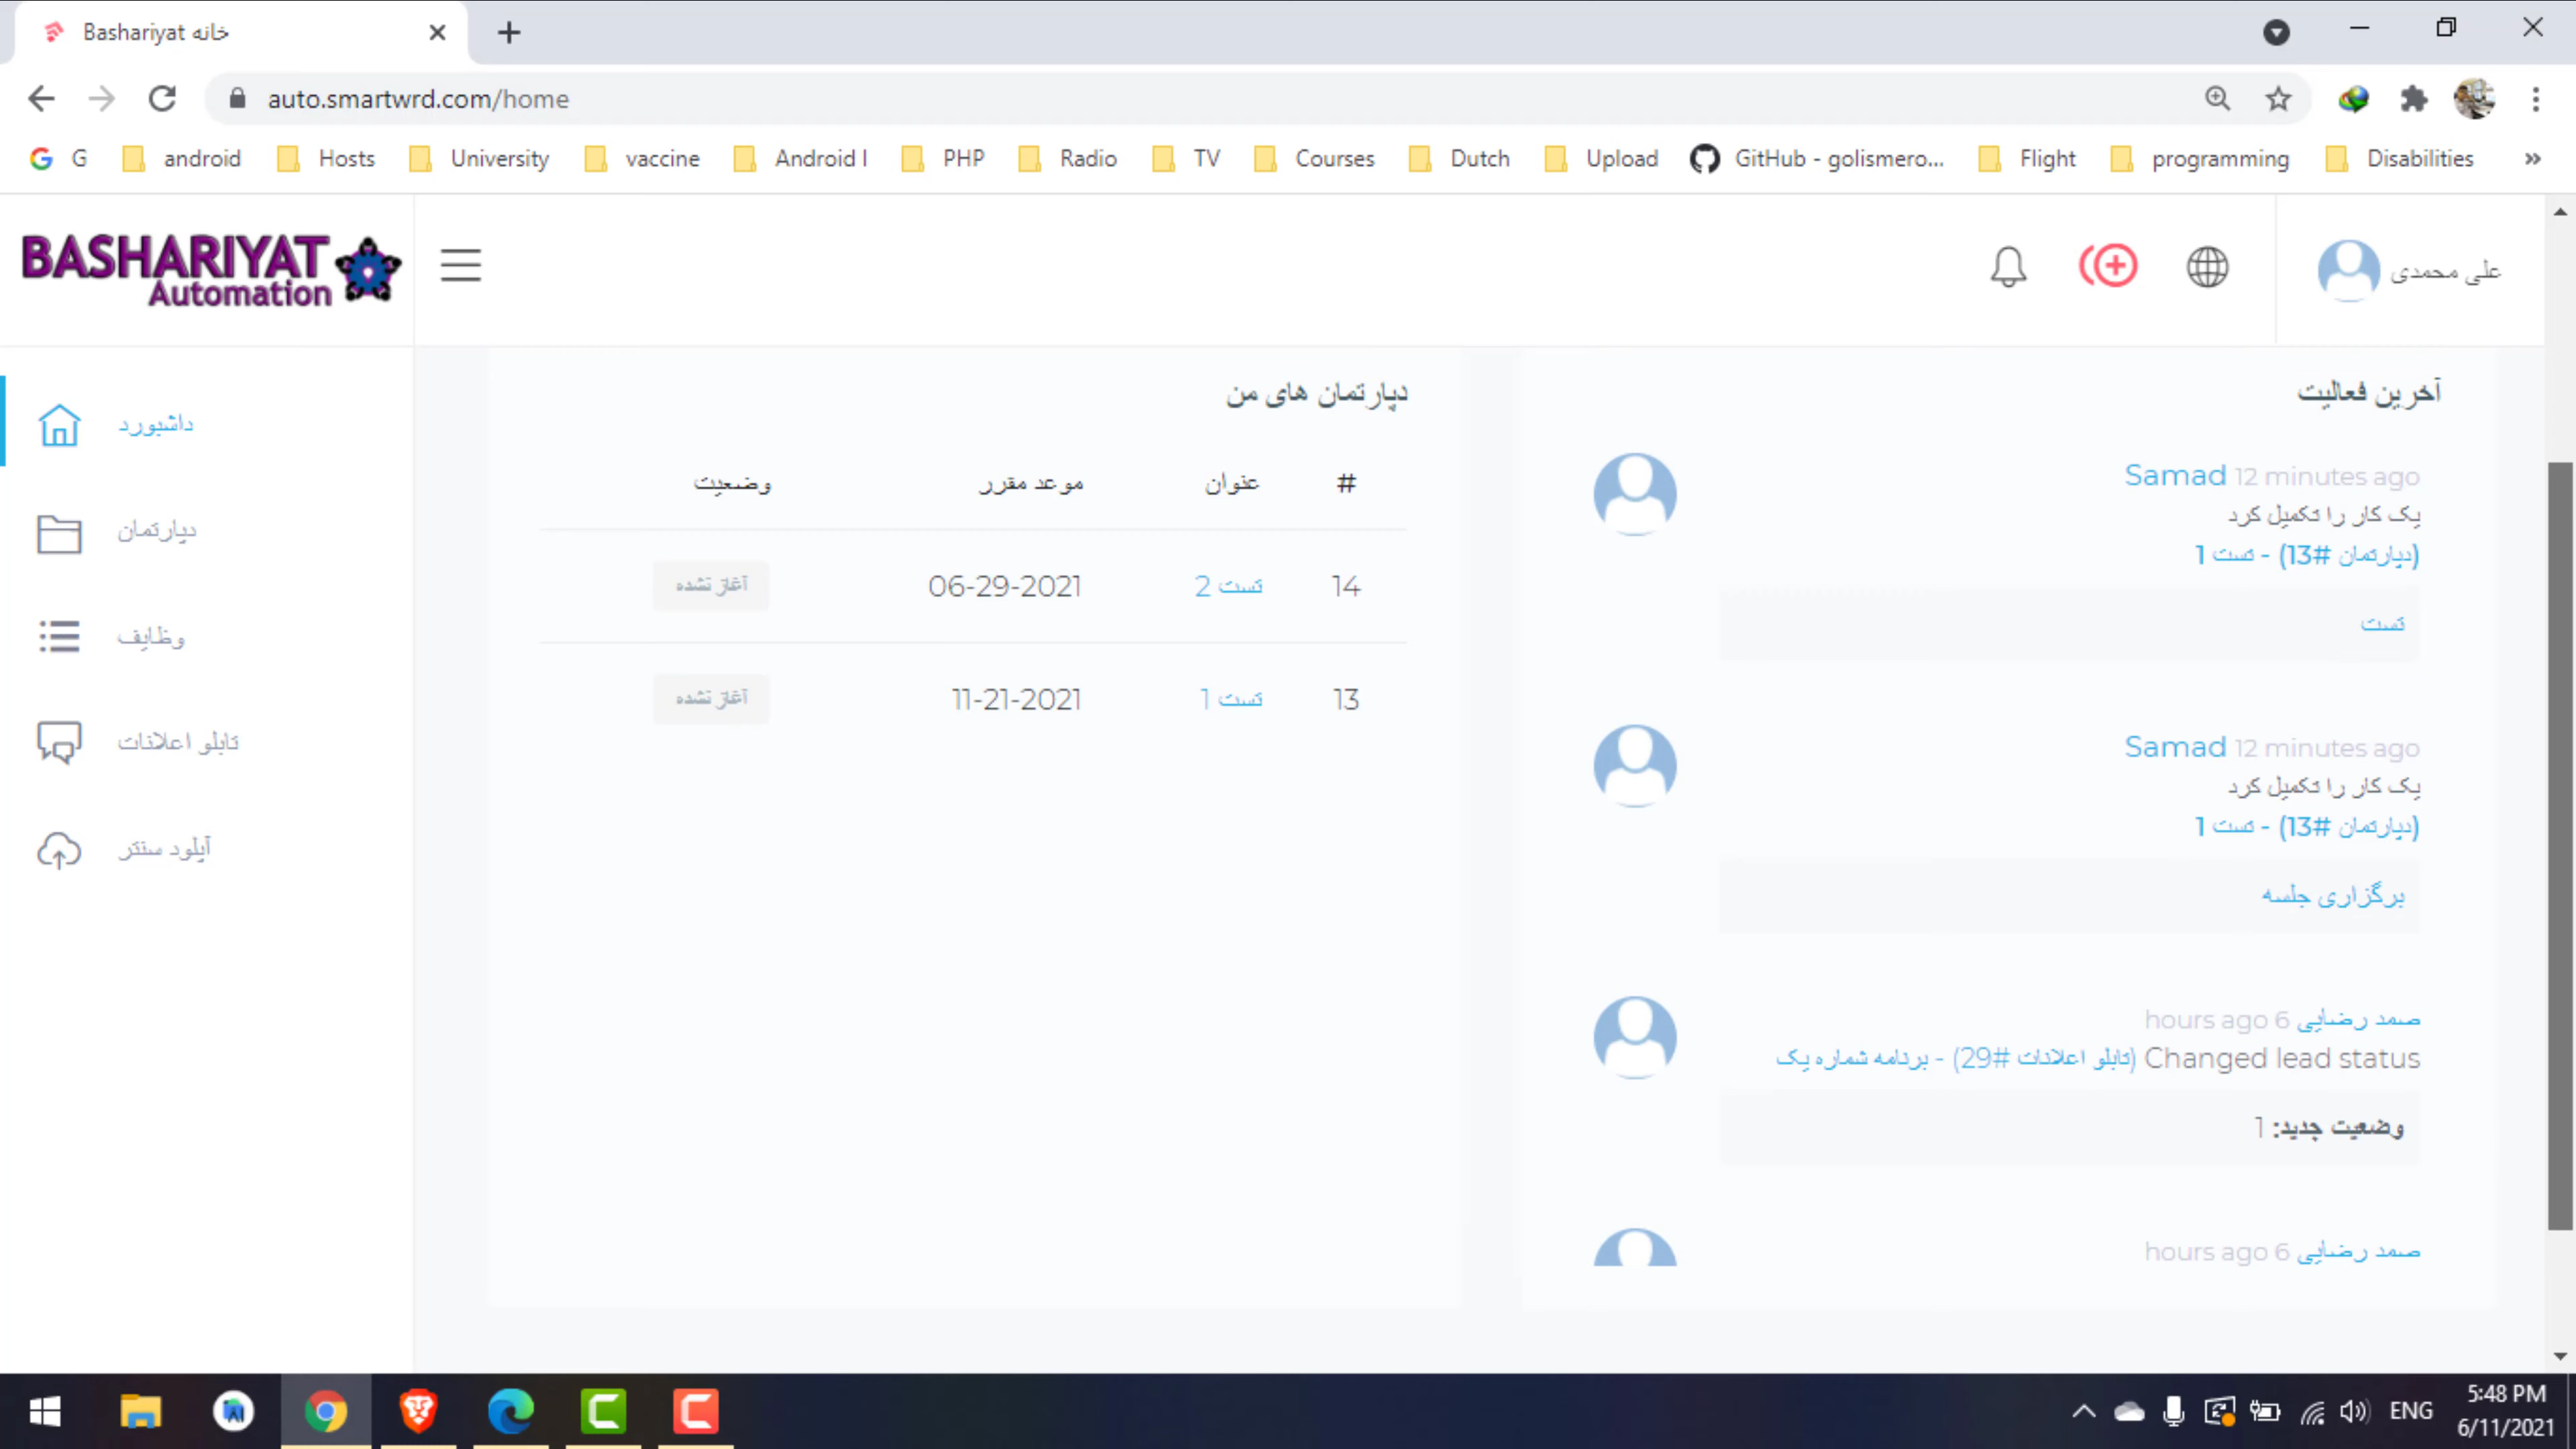 Bashariyat خانه
auto.smartwrd.com/home
G
android
Hosts
University
vaccine
Android I
PHP
Radio
TV
Courses
Dutch
Upload
GitHub - golismero...
Flight
programming
Disabilities
»
BASHARIYAT
Automation
علی محمدی
داشبورد
دپارتمان
وظایف
تابلو اعلانات
آپلود سنتر
دپارتمان های من
# عنوان موعد مقرر وضعیت
14 تست 2 06-29-2021 آغاز نشده
13 تست 1 11-21-2021 آغاز نشده
آخرین فعالیت
Samad 12 minutes ago
یک کار را تکمیل کرد
(دپارتمان #13) - تست 1
تست
Samad 12 minutes ago
یک کار را تکمیل کرد
(دپارتمان #13) - تست 1
برگزاری جلسه
صمد رضایی 6 hours ago
Changed lead status (تابلو اعلانات #29) - برنامه شماره یک
وضعیت جدید: 1
صمد رضایی 6 hours ago
ENG
5:48 PM
6/11/2021